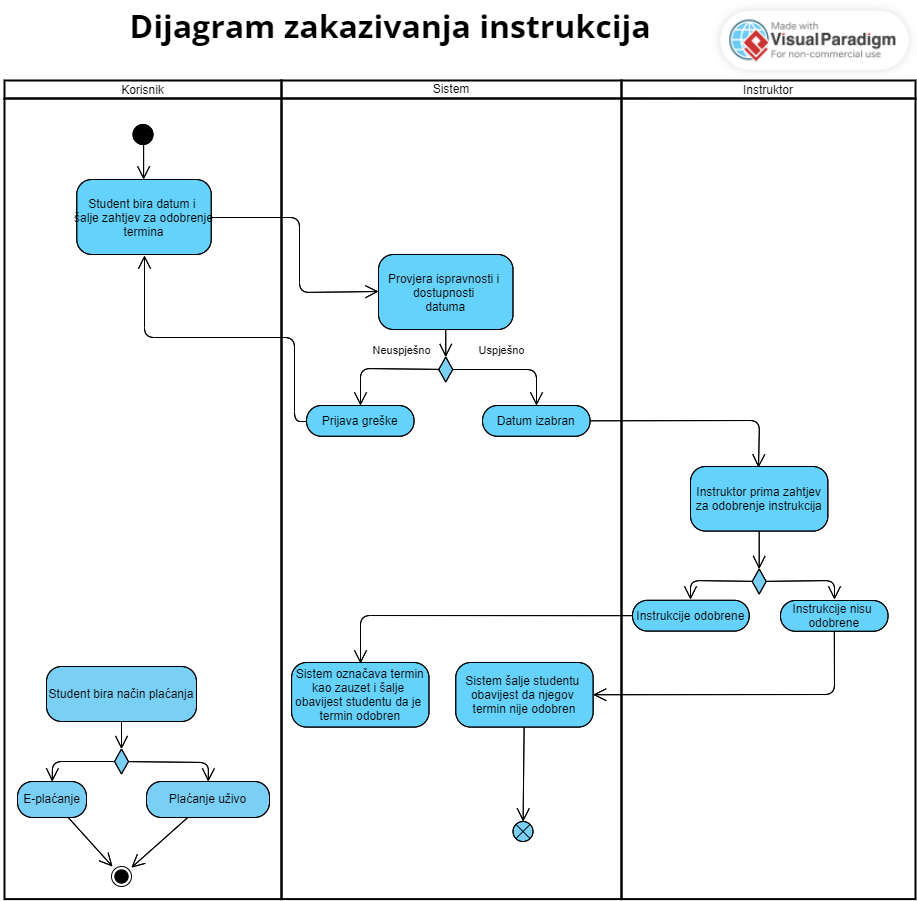 Dijagram zakazivanja instrukcija
Made with
Visual Paradigm
For non-commercial use
Korisnik
Sistem
Instruktor
Student bira datum i
šalje zahtjev za odobrenje
termina
Provjera ispravnosti i
dostupnosti
datuma
Neuspješno
Uspješno
Prijava greške
Datum izabran
Instruktor prima zahtjev
za odobrenje instrukcija
Instrukcije odobrene
Instrukcije nisu
odobrene
Sistem označava termin
kao zauzet i šalje
obavijest studentu da je
termin odobren
Sistem šalje studentu
obavijest da njegov
termin nije odobren
Student bira način plaćanja
E-plaćanje
Plaćanje uživo